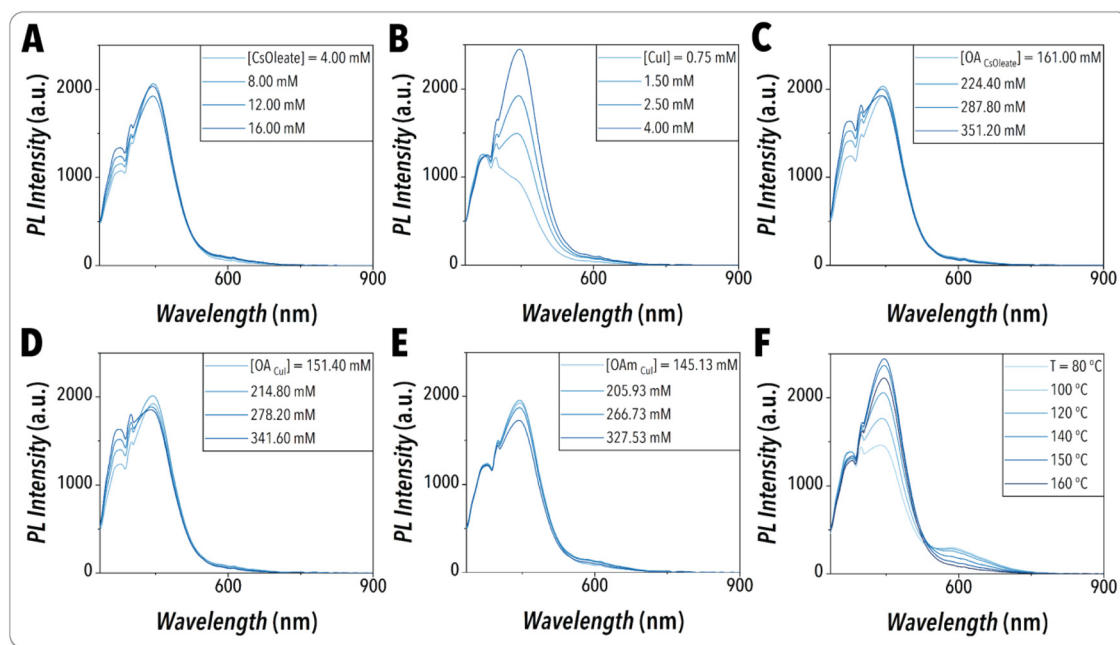 A
PL Intensity (a.u.)
2000
1000
0
600
900
Wavelength (nm)
[CsOleate] = 4.00 mM
8.00 mM
12.00 mM
16.00 mM
B
PL Intensity (a.u.)
2000
1000
0
600
900
Wavelength (nm)
[CuI] = 0.75 mM
1.50 mM
2.50 mM
4.00 mM
C
PL Intensity (a.u.)
2000
1000
0
600
900
Wavelength (nm)
[OA CsOleate] = 161.00 mM
224.40 mM
287.80 mM
351.20 mM
D
PL Intensity (a.u.)
2000
1000
0
600
900
Wavelength (nm)
[OA CuI] = 151.40 mM
214.80 mM
278.20 mM
341.60 mM
E
PL Intensity (a.u.)
2000
1000
0
600
900
Wavelength (nm)
[OAm CuI] = 145.13 mM
205.93 mM
266.73 mM
327.53 mM
F
PL Intensity (a.u.)
2000
1000
0
600
900
Wavelength (nm)
T = 80 ºC
100 ºC
120 ºC
140 ºC
150 ºC
160 ºC